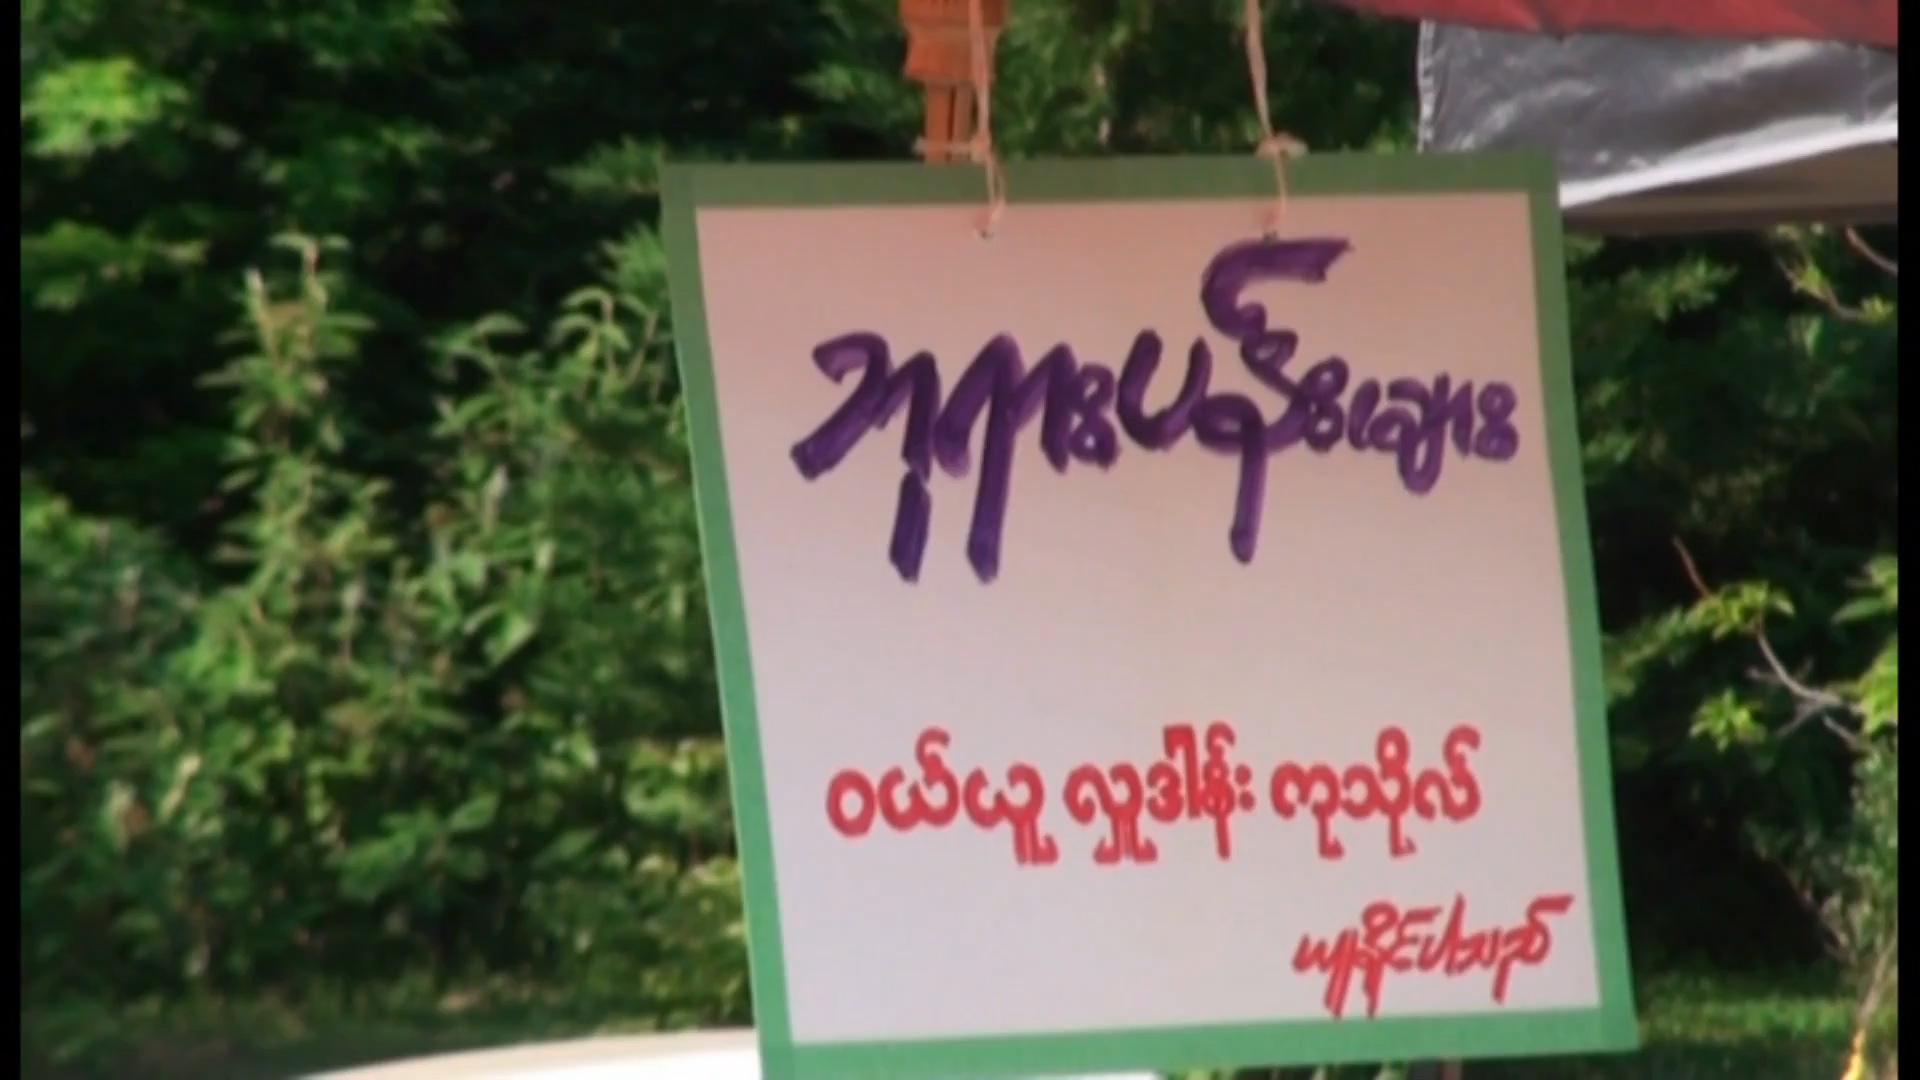 ဘုရားပန်းချေး
ဝယ်ယူ လှူဒါန်း ကုသိုလ်
ယူနိုင်ပါသည်